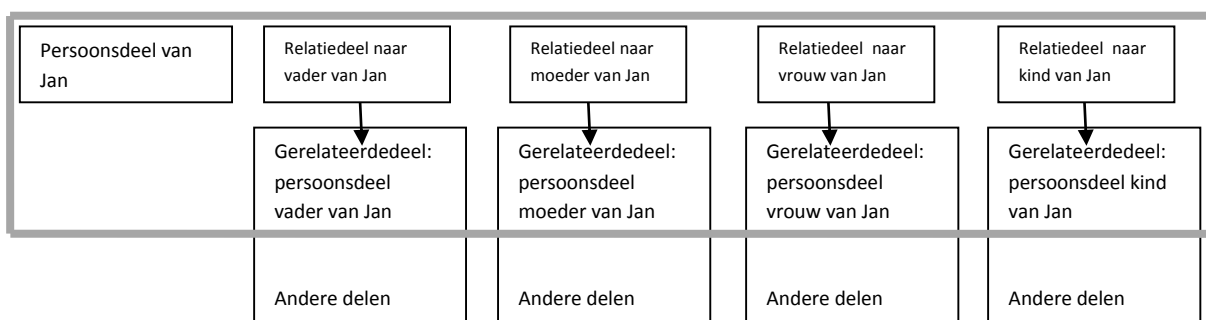 Persoonsdeel van
Jan
Relatiedeel naar
vader van Jan
Relatiedeel naar
moeder van Jan
Relatiedeel naar
vrouw van Jan
Relatiedeel naar
kind van Jan
Gerelateerdedeel:
persoonsdeel
vader van Jan
Gerelateerdedeel:
persoonsdeel
moeder van Jan
Gerelateerdedeel:
persoonsdeel
vrouw van Jan
Gerelateerdedeel:
persoonsdeel kind
van Jan
Andere delen
Andere delen
Andere delen
Andere delen